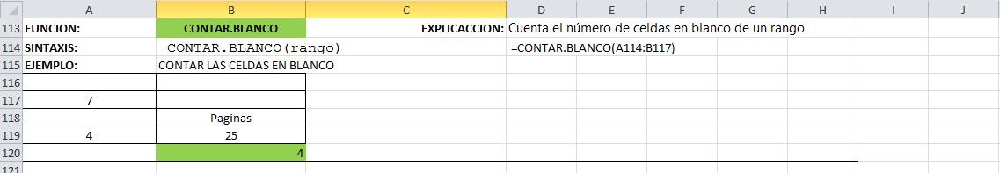 A B C D E F G H I J
113 FUNCION: CONTAR.BLANCO EXPLICACCION: Cuenta el número de celdas en blanco de un rango
114 SINTAXIS: CONTAR.BLANCO(rango) =CONTAR.BLANCO(A114:B117)
115 EJEMPLO: CONTAR LAS CELDAS EN BLANCO
116
117 7
118 Paginas
119 4 25
120 4
121